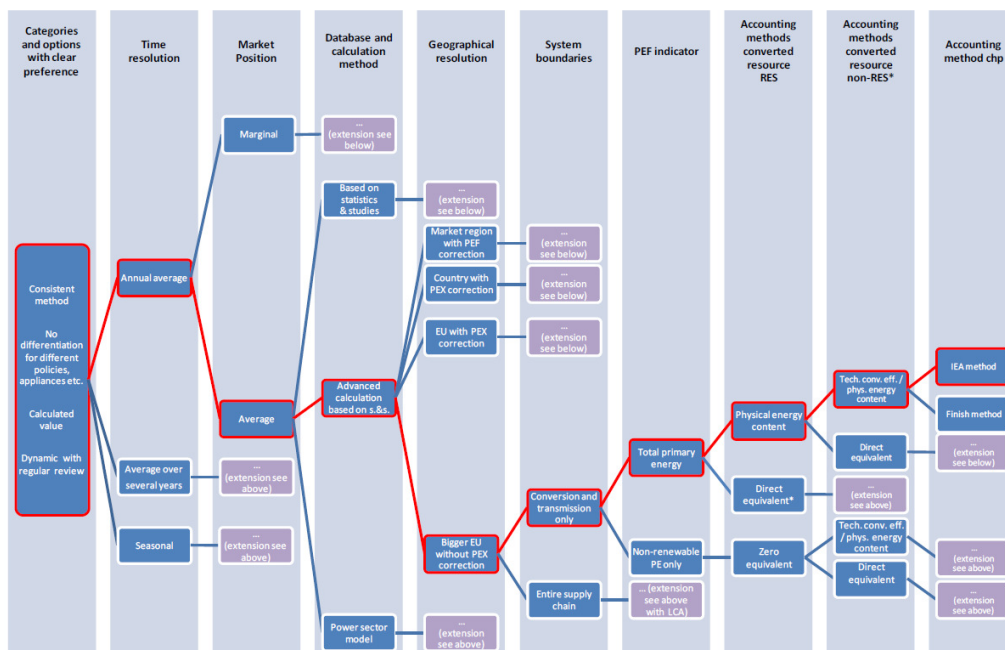 Categories
and options
with clear
preference
Time
resolution
Market
Position
Database and
calculation
method
Geographical
resolution
System
boundaries
PEF indicator
Accounting
methods
converted
resource
RES
Accounting
methods
converted
resource
non-RES*
Accounting
method chp
Consistent
method
No
differentiation
for different
policies,
appliances etc.
Calculated
value
Dynamic with
regular review
Annual average
Average over
several years
Seasonal
Marginal
Average
...
(extension see
above)
...
(extension see
above)
...
(extension see
below)
Based on
statistics
& studies
Advanced
calculation
based on s.&s.
Power sector
model
...
(extension
see below)
Market region
with PEF
correction
Country with
PEX correction
EU with PEX
correction
Bigger EU
without PEX
correction
...
(extension
see above)
...
(extension
see below)
...
(extension
see below)
...
(extension
see below)
Conversion and
transmission
only
Entire supply
chain
Total primary
energy
Non-renewable
PE only
... (extension
see above
with LCA)
Physical energy
content
Direct
equivalent*
Zero
equivalent
Tech. conv. eff. /
phys. energy
content
Direct
equivalent
...
(extension
see above)
Tech. conv. eff.
/ phys. energy
content
Direct
equivalent
IEA method
Finish method
...
(extension
see below)
...
(extension
see above)
...
(extension
see above)